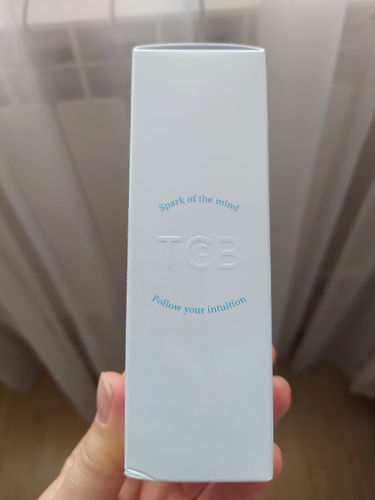 Spark of the mind
TGB
Follow your intuition